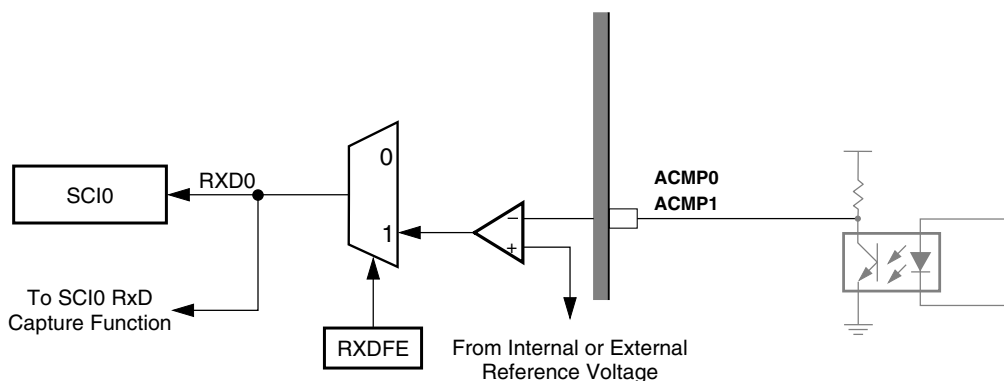 0
ACMP0
ACMP1
SCI0
RXD0
1
−
+
To SCI0 RxD
Capture Function
RXDFE
From Internal or External
Reference Voltage